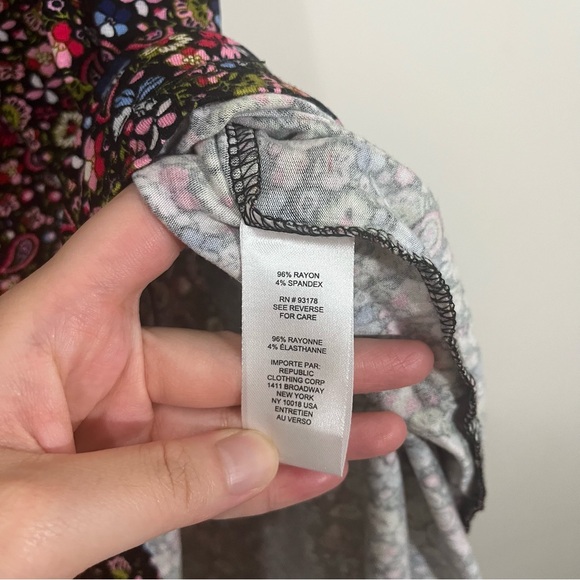 96% RAYON
4% SPANDEX
RN # 93178
SEE REVERSE
FOR CARE
96% RAYONNE
4% ÉLASTHANNE
IMPORTE PAR:
REPUBLIC
CLOTHING CORP
1411 BROADWAY
NEW YORK
NY 10018 USA
ENTRETIEN
AU VERSO